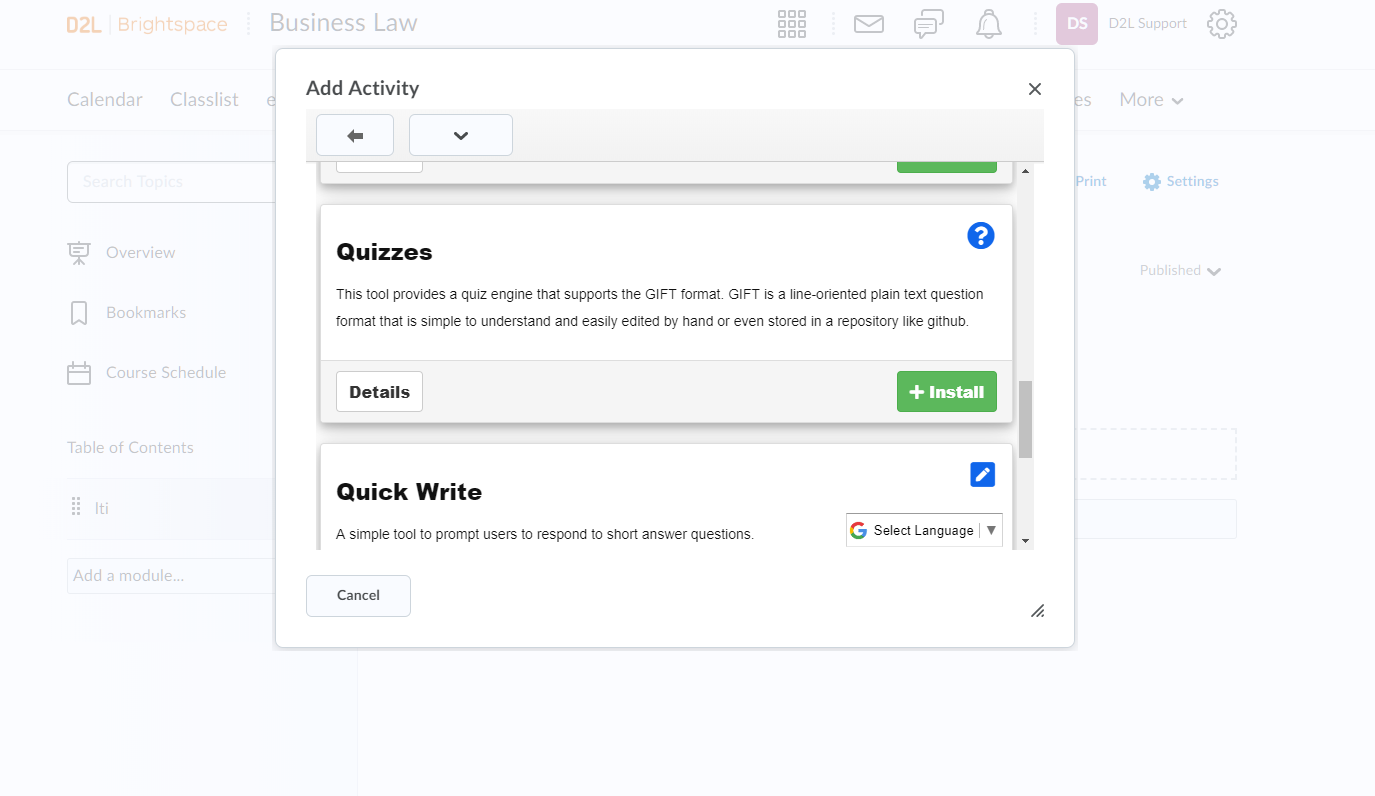 D2L Brightspace Business Law DS D2L Support
Calendar Classlist e es More
Add Activity
Search Topics
Print Settings
Overview
Quizzes
This tool provides a quiz engine that supports the GIFT format. GIFT is a line-oriented plain text question
format that is simple to understand and easily edited by hand or even stored in a repository like github.
Published
Bookmarks
Course Schedule
Details + Install
Table of Contents
Iti
Quick Write
A simple tool to prompt users to respond to short answer questions.
G Select Language ▼
Add a module...
Cancel